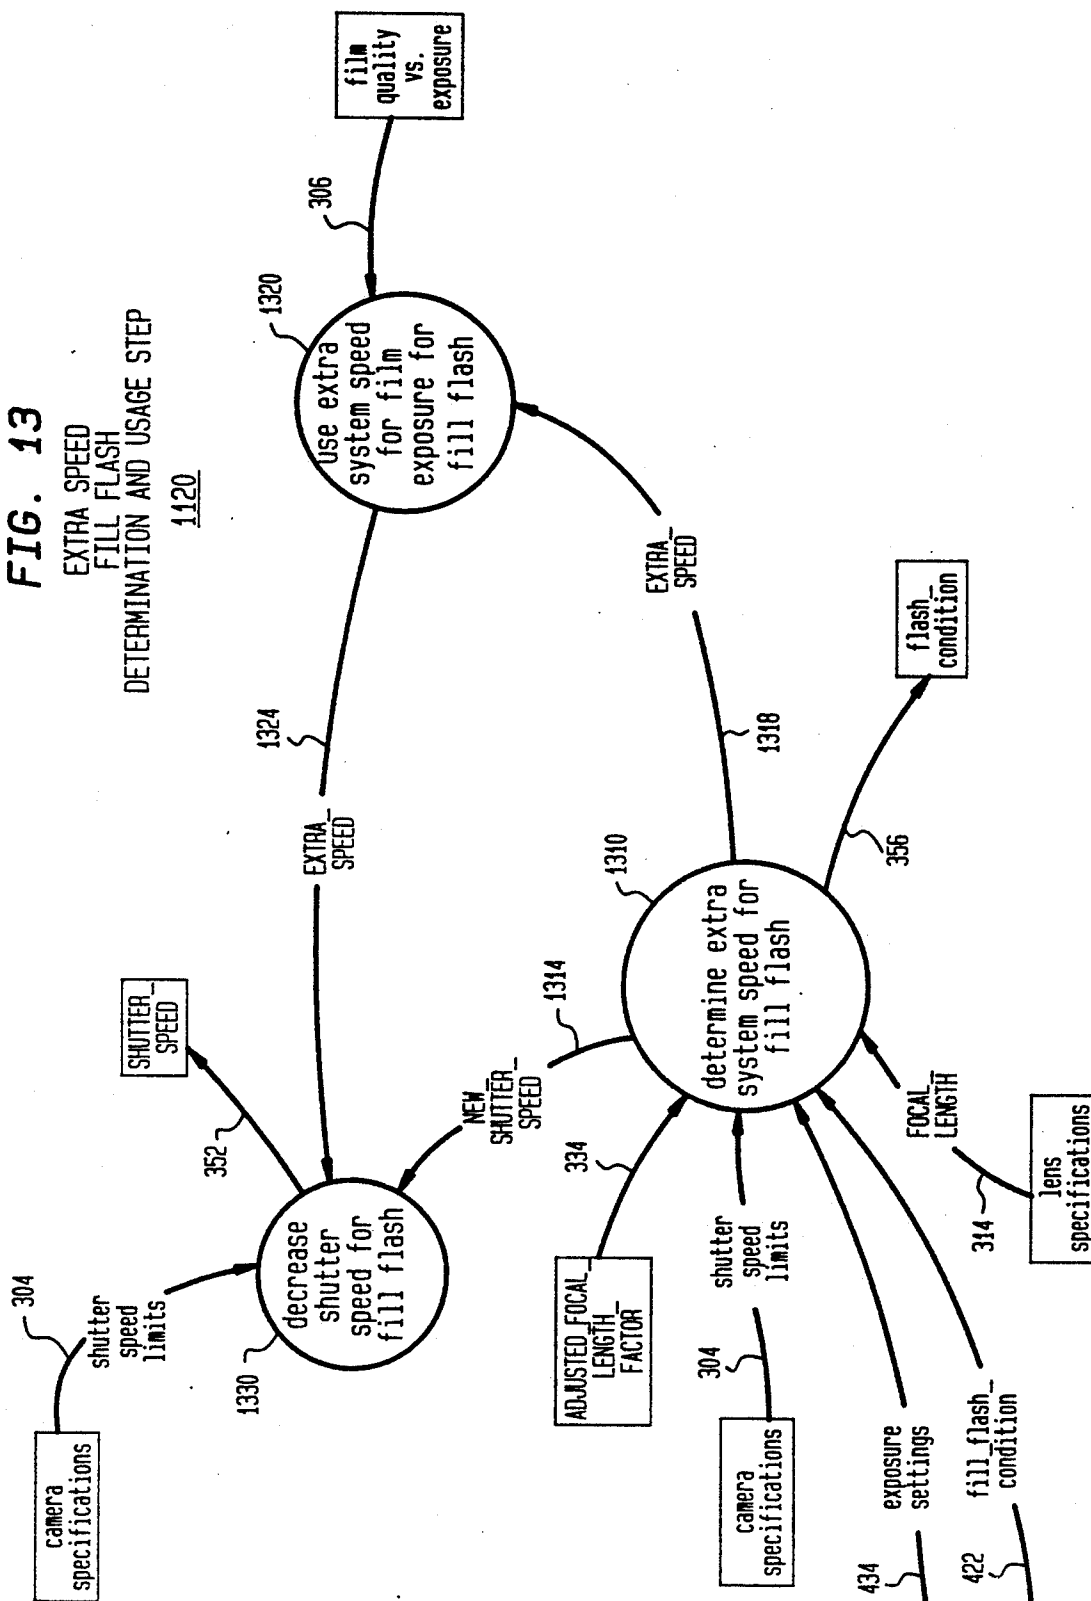 FIG. 13
EXTRA SPEED
FILL FLASH
DETERMINATION AND USAGE STEP
1120
camera
specifications
304
shutter
speed
limits
1330
decrease
shutter
speed for
fill flash
352
SHUTTER_
SPEED
EXTRA_
SPEED
1324
1320
use extra
system speed
for film
exposure for
fill flash
306
film
quality
vs.
exposure
NEW_
SHUTTER_
SPEED
1314
ADJUSTED_FOCAL_
LENGTH_
FACTOR
334
camera
specifications
304
shutter
speed
limits
1310
determine extra
system speed for
fill flash
1318
EXTRA_
SPEED
434
exposure
settings
422
fill_flash_
condition
lens
specifications
314
FOCAL_
LENGTH
356
flash_
condition